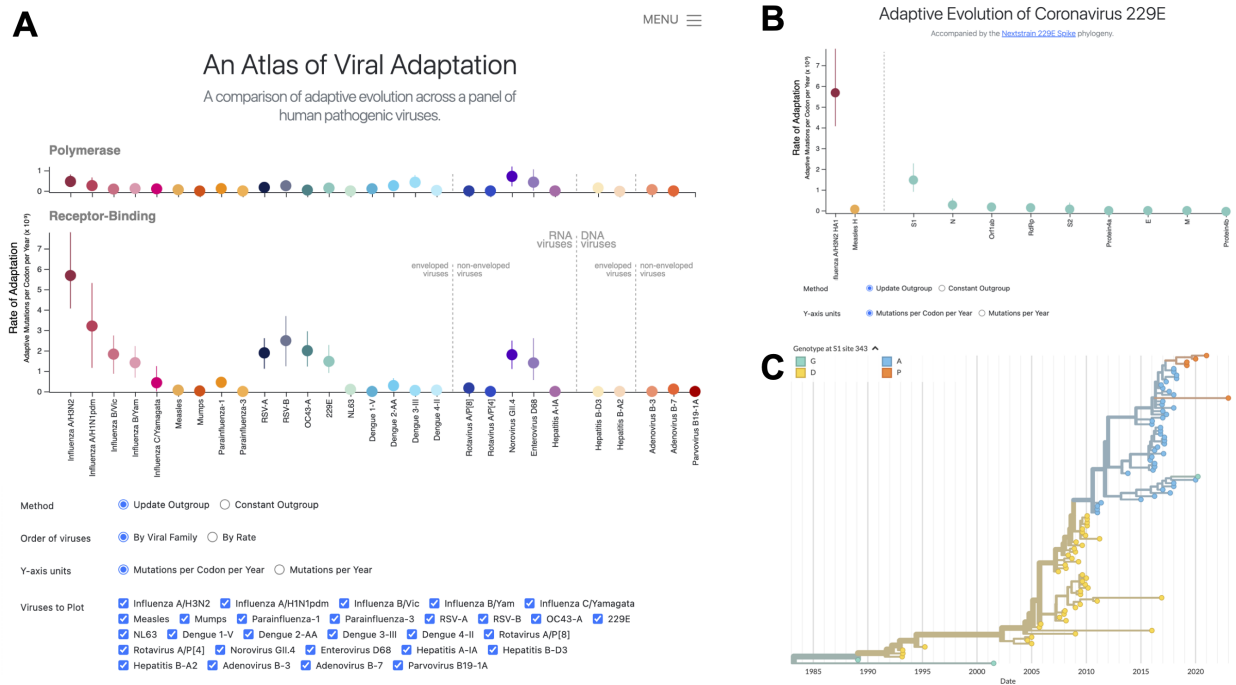 A
MENU
An Atlas of Viral Adaptation
A comparison of adaptive evolution across a panel of
human pathogenic viruses.
Polymerase
1
0
Receptor-Binding
Rate of Adaptation
Adaptive Mutations per Codon per Year (x 10⁻³)
7
6
5
4
3
2
1
0
RNA
viruses
DNA
viruses
enveloped
viruses
non-enveloped
viruses
enveloped
viruses
non-enveloped
viruses
Influenza A/H3N2
Influenza A/H1N1pdm
Influenza B/Vic
Influenza B/Yam
Influenza C/Yamagata
Measles
Mumps
Parainfluenza-1
Parainfluenza-3
RSV-A
RSV-B
OC43-A
229E
NL63
Dengue 1-V
Dengue 2-AA
Dengue 3-III
Dengue 4-II
Rotavirus A/P[8]
Rotavirus A/P[4]
Norovirus GII.4
Enterovirus D68
Hepatitis A-IA
Hepatitis B-D3
Hepatitis B-A2
Adenovirus B-3
Adenovirus B-7
Parvovirus B19-1A
Method Update Outgroup Constant Outgroup
Order of viruses By Viral Family By Rate
Y-axis units Mutations per Codon per Year Mutations per Year
Viruses to Plot Influenza A/H3N2 Influenza A/H1N1pdm Influenza B/Vic Influenza B/Yam Influenza C/Yamagata
Measles Mumps Parainfluenza-1 Parainfluenza-3 RSV-A RSV-B OC43-A 229E
NL63 Dengue 1-V Dengue 2-AA Dengue 3-III Dengue 4-II Rotavirus A/P[8]
Rotavirus A/P[4] Norovirus GII.4 Enterovirus D68 Hepatitis A-IA Hepatitis B-D3
Hepatitis B-A2 Adenovirus B-3 Adenovirus B-7 Parvovirus B19-1A
B
Adaptive Evolution of Coronavirus 229E
Accompanied by the Nextstrain 229E Spike phylogeny.
Rate of Adaptation
Adaptive Mutations per Codon per Year (x 10⁻³)
7
6
5
4
3
2
1
0
fluenza A/H3N2 HA1
Measles H
S1
N
Orf1ab
RdRp
S2
Protein4a
E
M
Protein4b
Method Update Outgroup Constant Outgroup
Y-axis units Mutations per Codon per Year Mutations per Year
C
Genotype at S1 site 343
G A
D P
1985 1990 1995 2000 2005 2010 2015 2020
Date